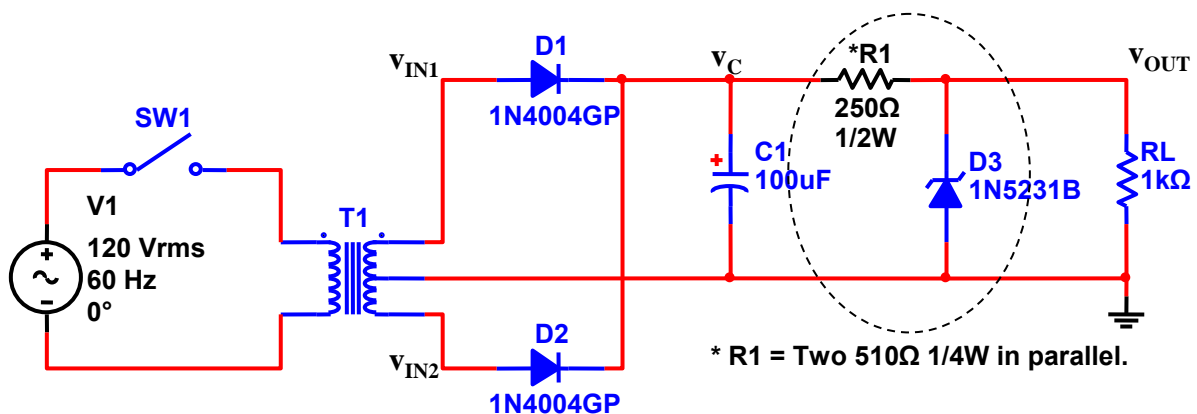 SW1
V1
120 Vrms
60 Hz
0°
T1
vIN1
D1
1N4004GP
vIN2
D2
1N4004GP
vC
C1
100uF
+
*R1
250Ω
1/2W
D3
1N5231B
vOUT
RL
1kΩ
* R1 = Two 510Ω 1/4W in parallel.